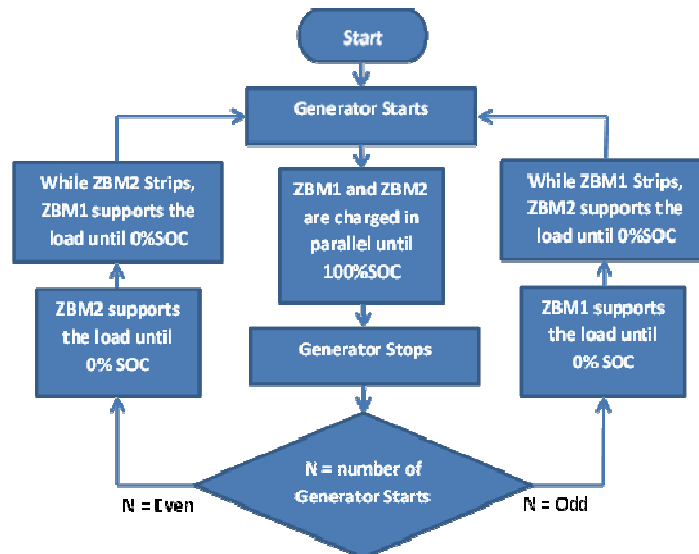 Start
Generator Starts
While ZBM2 Strips,
ZBM1 supports the
load until 0%SOC
ZBM1 and ZBM2
are charged in
parallel until
100%SOC
While ZBM1 Strips,
ZBM2 supports the
load until 0%SOC
ZBM2 supports
the load until
0% SOC
Generator Stops
ZBM1 supports
the load until
0% SOC
N = number of
Generator Starts
N = Even
N = Odd